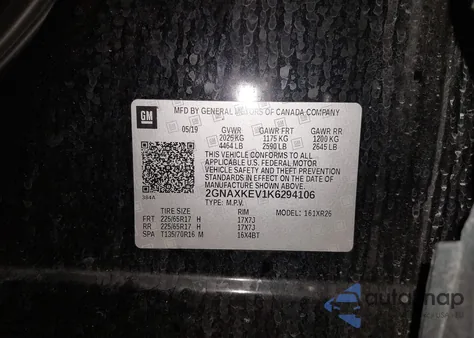 GM
MFD BY GENERAL MOTORS OF CANADA COMPANY
05/19 GVWR GAWR FRT GAWR RR
2025 KG 1175 KG 1200 KG
4464 LB 2590 LB 2645 LB
THIS VEHICLE CONFORMS TO ALL
APPLICABLE U.S. FEDERAL MOTOR
VEHICLE SAFETY AND THEFT PREVENTION
STANDARDS IN EFFECT ON THE DATE OF
MANUFACTURE SHOWN ABOVE.
2GNAXKEV1K6294106
TYPE: M.P.V.
TIRE SIZE RIM MODEL: 1G1XR26
FRT 225/65R17 H 17X7J
RR 225/65R17 H 17X7J
SPA T135/70R16 M 16X4BT
autosnap